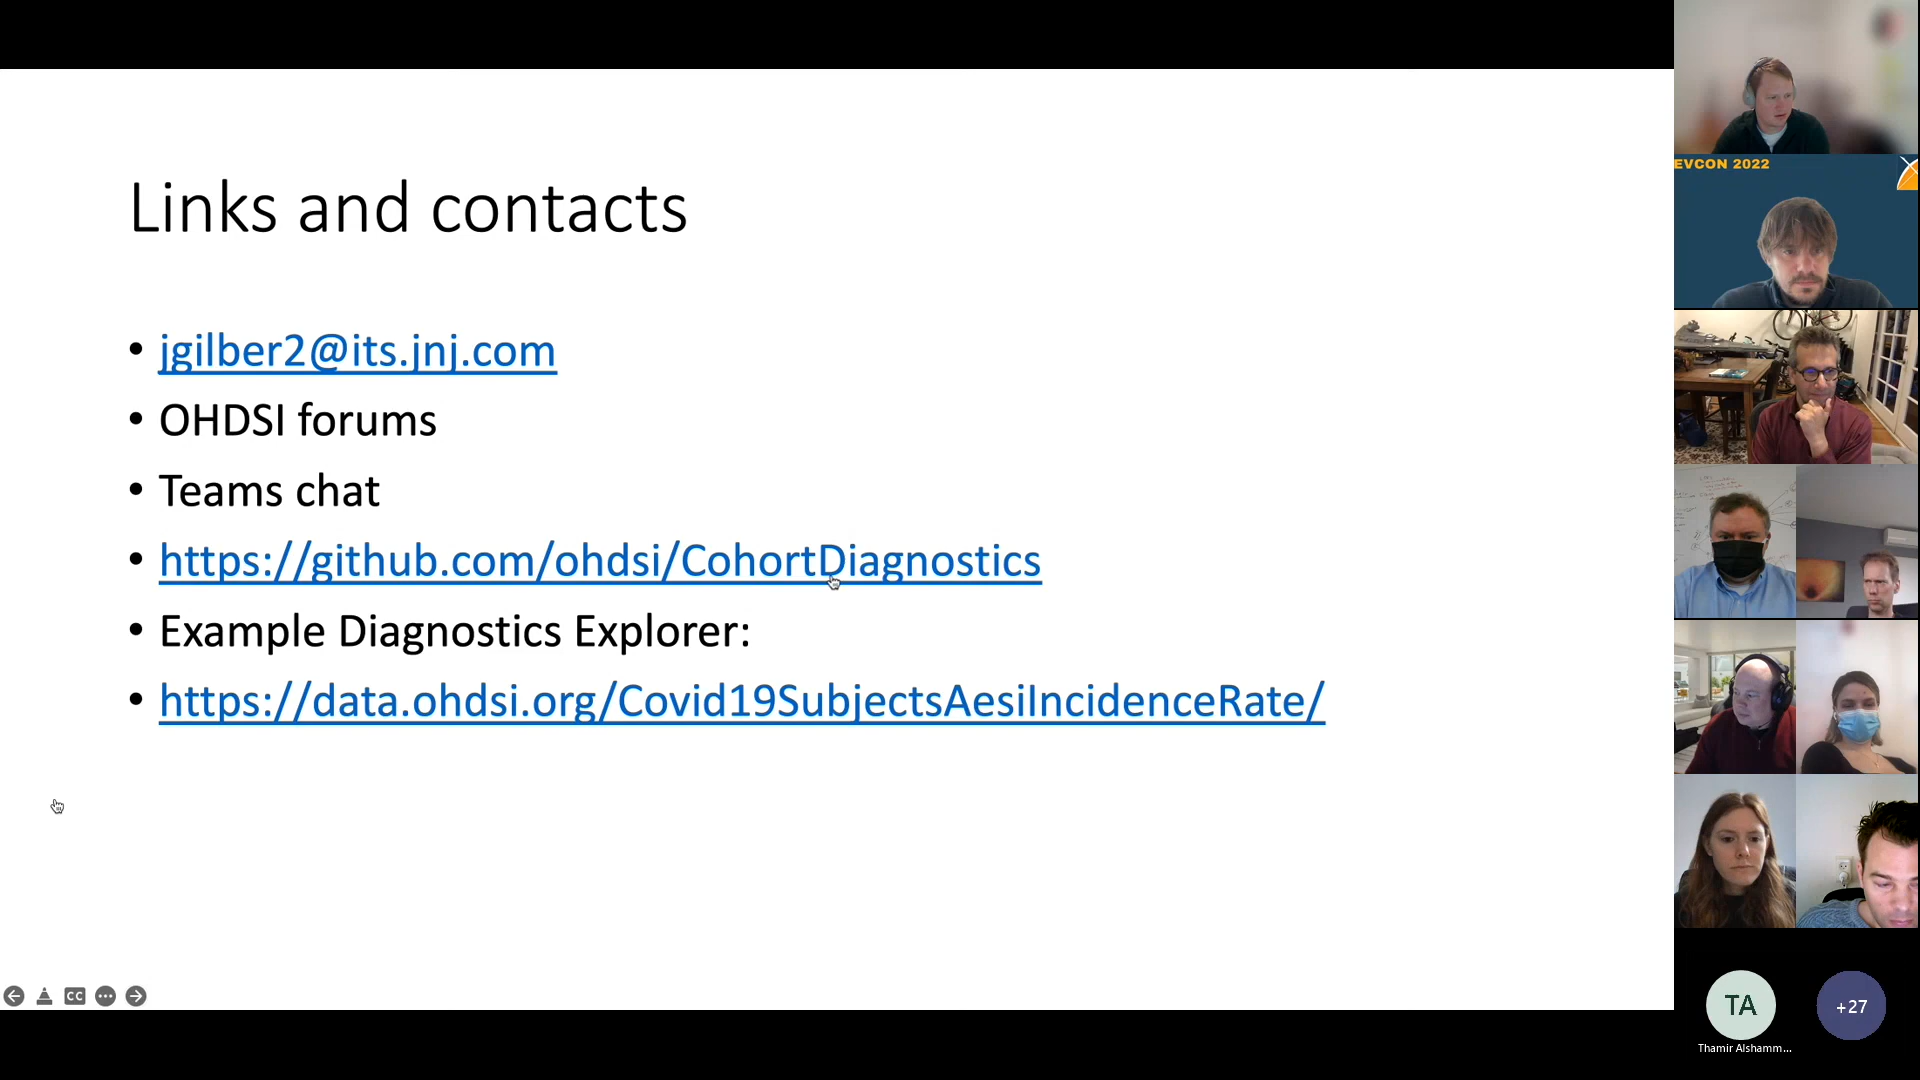 Links and contacts
• jgilber2@its.jnj.com
• OHDSI forums
• Teams chat
• https://github.com/ohdsi/CohortDiagnostics
• Example Diagnostics Explorer:
• https://data.ohdsi.org/Covid19SubjectsAesiIncidenceRate/
CC
EVCON 2022
TA
+27
Thamir Alshamm...